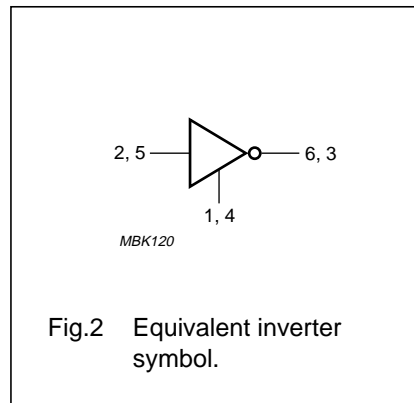 2, 5
6, 3
1, 4
MBK120
Fig.2 Equivalent inverter
symbol.